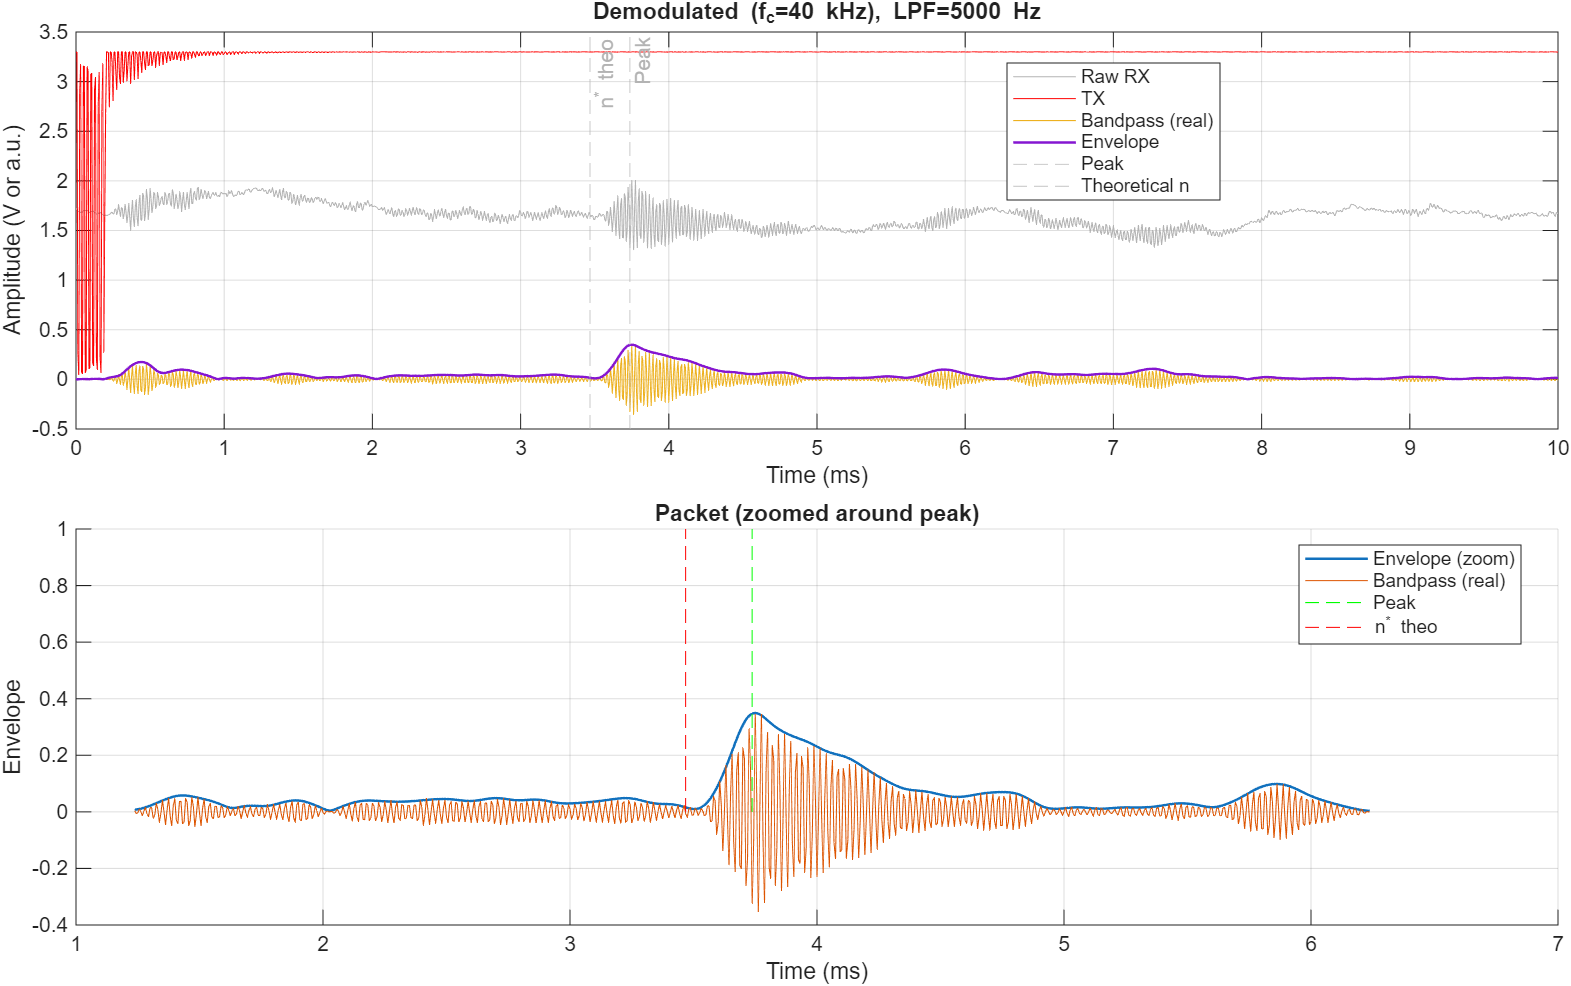 Demodulated (fc=40 kHz), LPF=5000 Hz
3.5
3
2.5
2
1.5
1
0.5
0
-0.5
Amplitude (V or a.u.)
n* theo
Peak
Raw RX
TX
Bandpass (real)
Envelope
Peak
Theoretical n
0 1 2 3 4 5 6 7 8 9 10
Time (ms)
Packet (zoomed around peak)
1
0.8
0.6
0.4
0.2
0
-0.2
-0.4
Envelope
Envelope (zoom)
Bandpass (real)
Peak
n* theo
1 2 3 4 5 6 7
Time (ms)